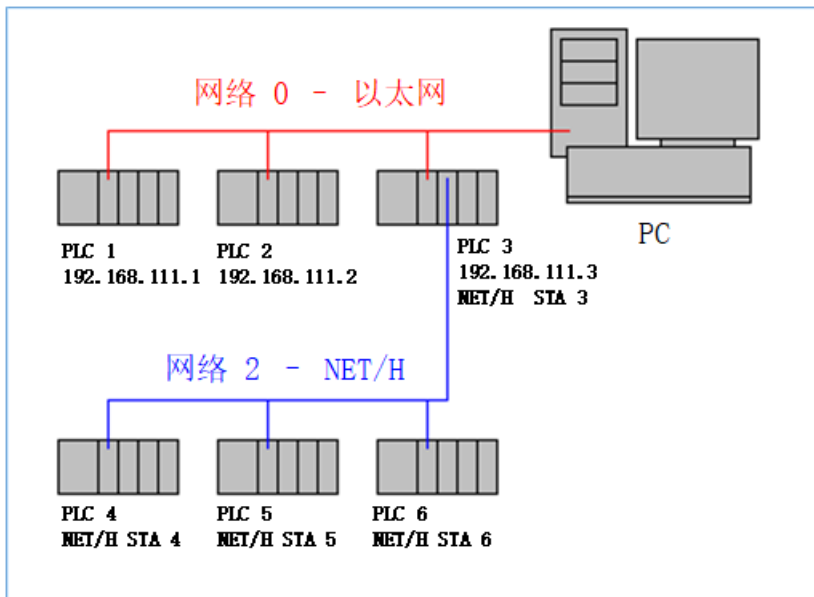 网络 0 - 以太网
PLC 1
192.168.111.1
PLC 2
192.168.111.2
PLC 3
192.168.111.3
NET/H STA 3
PC
网络 2 - NET/H
PLC 4
NET/H STA 4
PLC 5
NET/H STA 5
PLC 6
NET/H STA 6